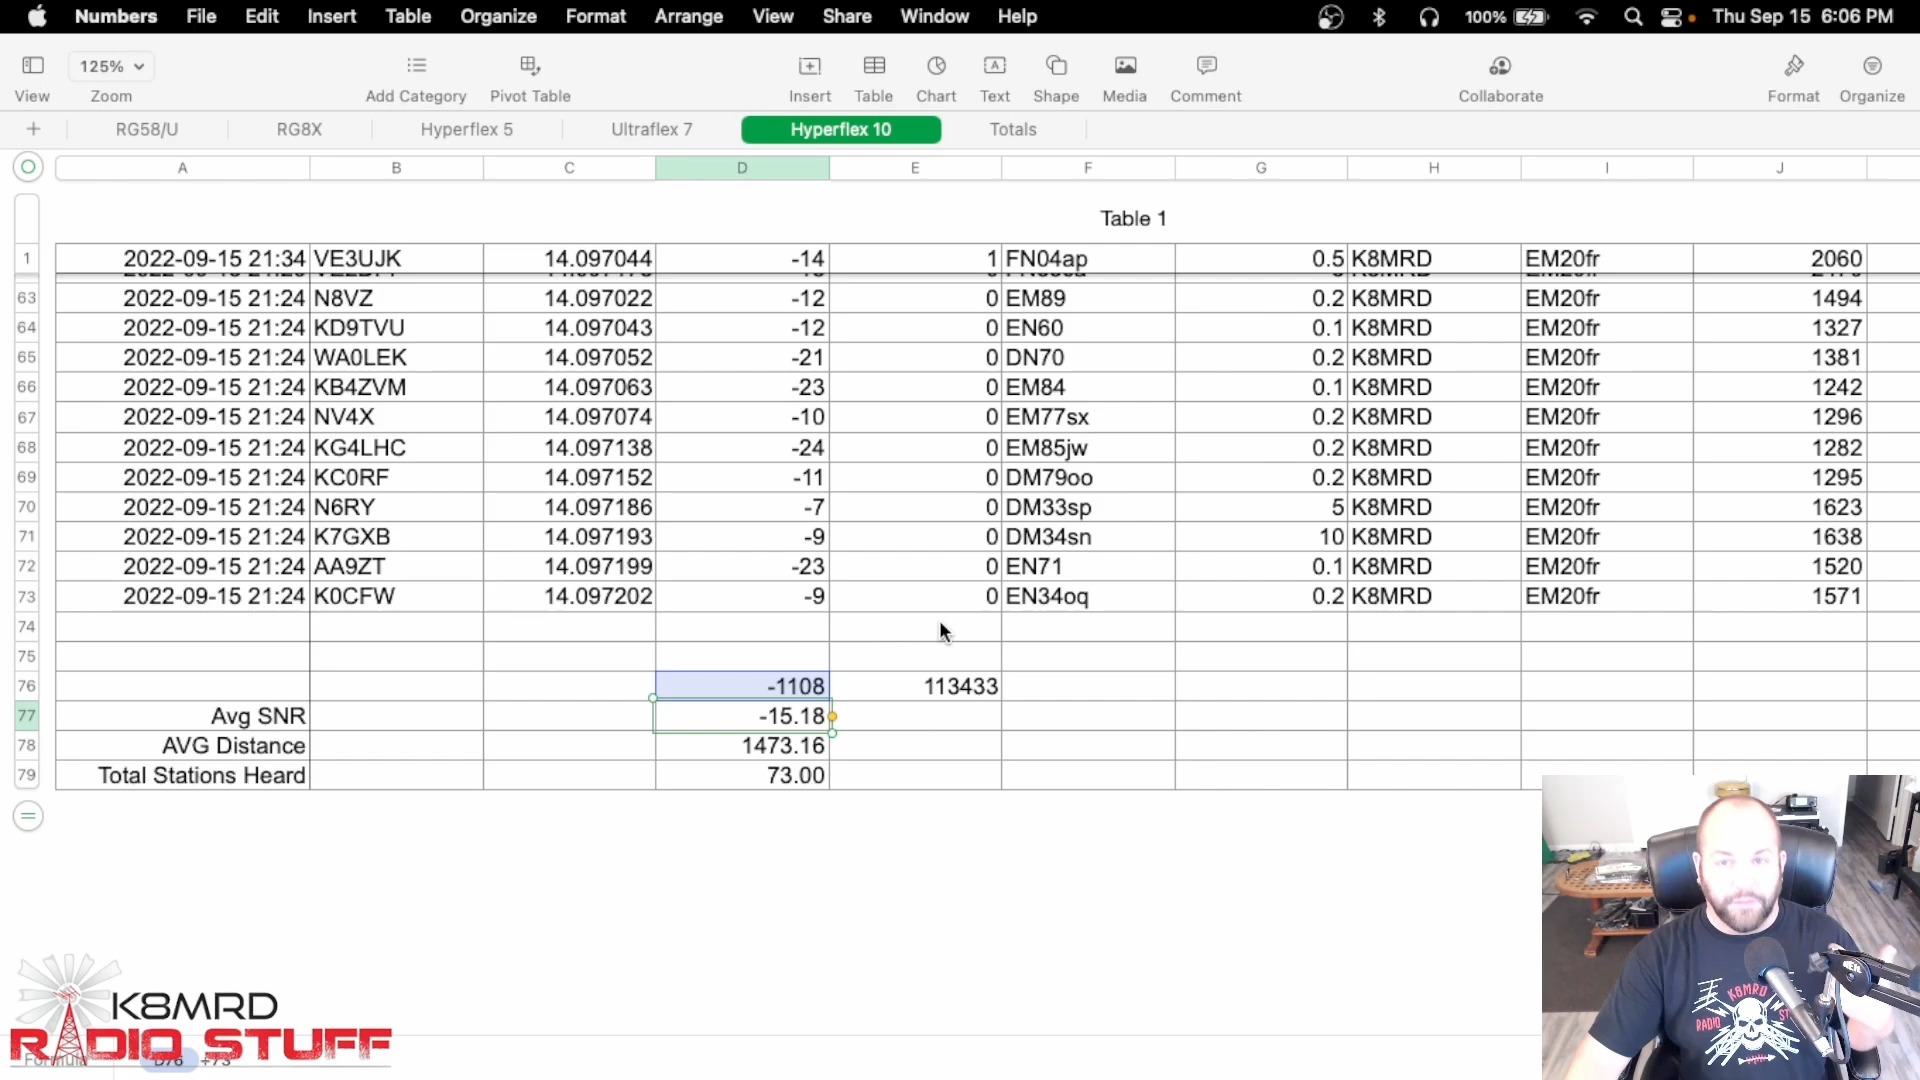 Numbers File Edit Insert Table Organize Format Arrange View Share Window Help 100% Thu Sep 15 6:06 PM
125%
View Zoom Add Category Pivot Table Insert Table Chart Text Shape Media Comment Collaborate Format Organize
RG58/U RG8X Hyperflex 5 Ultraflex 7 Hyperflex 10 Totals
A B C D E F G H I J
Table 1
1 2022-09-15 21:34 VE3UJK 14.097044 -14 1 FN04ap 0.5 K8MRD EM20fr 2060
63 2022-09-15 21:24 N8VZ 14.097022 -12 0 EM89 0.2 K8MRD EM20fr 1494
64 2022-09-15 21:24 KD9TVU 14.097043 -12 0 EN60 0.1 K8MRD EM20fr 1327
65 2022-09-15 21:24 WA0LEK 14.097052 -21 0 DN70 0.2 K8MRD EM20fr 1381
66 2022-09-15 21:24 KB4ZVM 14.097063 -23 0 EM84 0.1 K8MRD EM20fr 1242
67 2022-09-15 21:24 NV4X 14.097074 -10 0 EM77sx 0.2 K8MRD EM20fr 1296
68 2022-09-15 21:24 KG4LHC 14.097138 -24 0 EM85jw 0.2 K8MRD EM20fr 1282
69 2022-09-15 21:24 KC0RF 14.097152 -11 0 DM79oo 0.2 K8MRD EM20fr 1295
70 2022-09-15 21:24 N6RY 14.097186 -7 0 DM33sp 5 K8MRD EM20fr 1623
71 2022-09-15 21:24 K7GXB 14.097193 -9 0 DM34sn 10 K8MRD EM20fr 1638
72 2022-09-15 21:24 AA9ZT 14.097199 -23 0 EN71 0.1 K8MRD EM20fr 1520
73 2022-09-15 21:24 K0CFW 14.097202 -9 0 EN34oq 0.2 K8MRD EM20fr 1571
74
75
76 -1108 113433
77 Avg SNR -15.18
78 AVG Distance 1473.16
79 Total Stations Heard 73.00
K8MRD
RADIO STUFF
K8MRD
RADIO